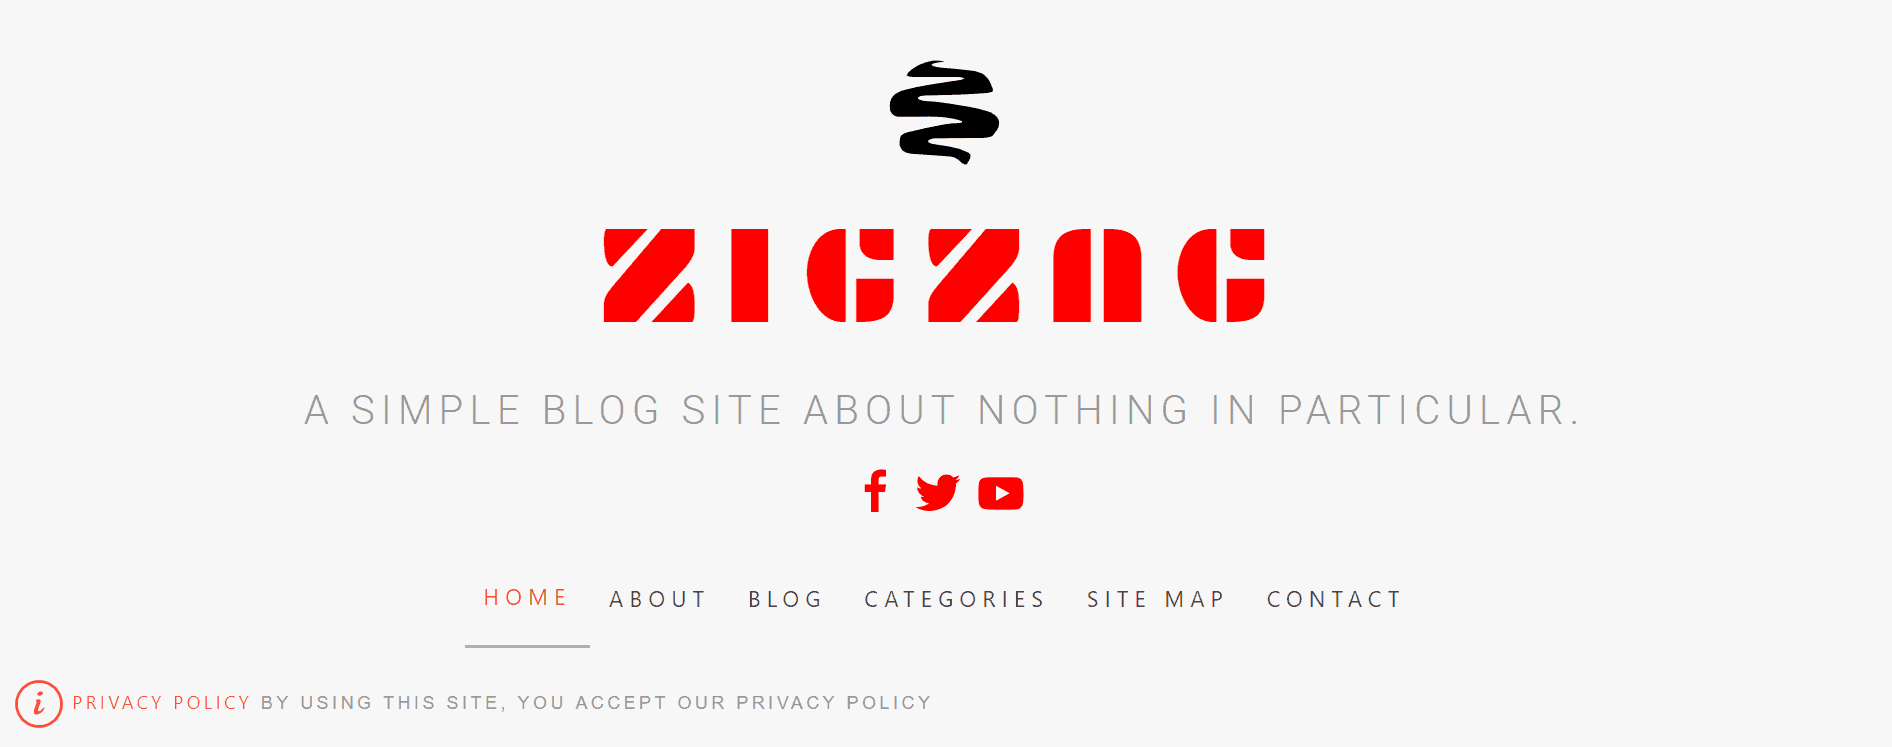 ZIGZAG
A SIMPLE BLOG SITE ABOUT NOTHING IN PARTICULAR.
HOME ABOUT BLOG CATEGORIES SITE MAP CONTACT
PRIVACY POLICY BY USING THIS SITE, YOU ACCEPT OUR PRIVACY POLICY